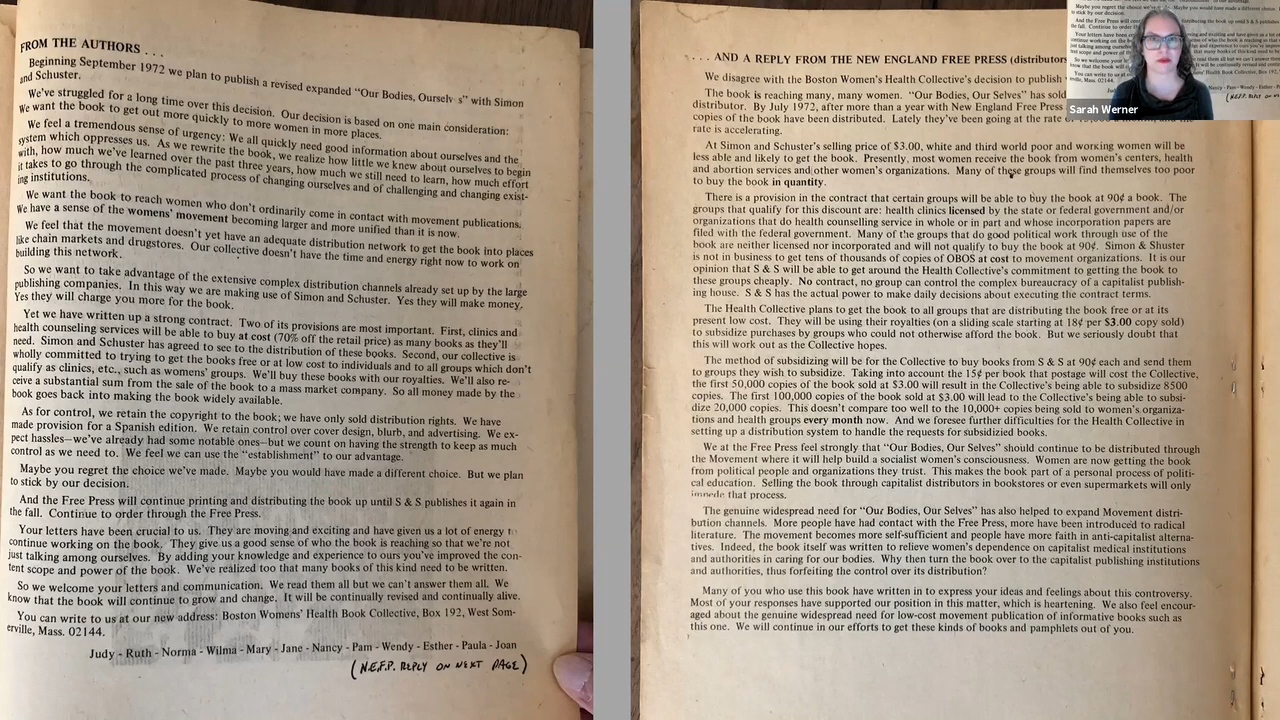 FROM THE AUTHORS . . .
Beginning September 1972 we plan to publish a revised expanded “Our Bodies, Ourselv s” with Simon
and Schuster.
We've struggled for a long time over this decision. Our decision is based on one main consideration:
We want the book to get out more quickly to more women in more places.
We feel a tremendous sense of urgency: We all quickly need good information about ourselves and the
system which oppresses us. As we rewrite the book, we realize how little we knew about ourselves to begin
with, how much we've learned over the past three years, how much we still need to learn, how much effort
it takes to go through the complicated process of changing ourselves and of challenging and changing exist-
ing institutions.
We want the book to reach women who don't ordinarily come in contact with movement publications.
We have a sense of the womens' movement becoming larger and more unified than it is now.
We feel that the movement doesn't yet have an adequate distribution network to get the book into places
like chain markets and drugstores. Our collective doesn't have the time and energy right now to work on
building this network.
So we want to take advantage of the extensive complex distribution channels already set up by the large
publishing companies. In this way we are making use of Simon and Schuster. Yes they will make money.
Yes they will charge you more for the book.
Yet we have written up a strong contract. Two of its provisions are most important. First, clinics and
health counseling services will be able to buy at cost (70% off the retail price) as many books as they'll
need. Simon and Schuster has agreed to see to the distribution of these books. Second, our collective is
wholly committed to trying to get the books free or at low cost to individuals and to all groups which don't
qualify as clinics, etc., such as womens' groups. We'll buy these books with our royalties. We'll also re-
ceive a substantial sum from the sale of the book to a mass market company. So all money made by the
book goes back into making the book widely available.
As for control, we retain the copyright to the book; we have only sold distribution rights. We have
made provision for a Spanish edition. We retain control over cover design, blurb, and advertising. We ex-
pect hassles—we've already had some notable ones—but we count on having the strength to keep as much
control as we need to. We feel we can use the “establishment” to our advantage.
Maybe you regret the choice we've made. Maybe you would have made a different choice. But we plan
to stick by our decision.
And the Free Press will continue printing and distributing the book up until S & S publishes it again in
the fall. Continue to order through the Free Press.
Your letters have been crucial to us. They are moving and exciting and have given us a lot of energy t
continue working on the book. They give us a good sense of who the book is reaching so that we're not
just talking among ourselves. By adding your knowledge and experience to ours you've improved the con-
tent scope and power of the book. We've realized too that many books of this kind need to be written.
So we welcome your letters and communication. We read them all but we can't answer them all. We
know that the book will continue to grow and change. It will be continually revised and continually alive.
You can write to us at our new address: Boston Womens' Health Book Collective, Box 192, West Som-
erville, Mass. 02144.
Judy - Ruth - Norma - Wilma - Mary - Jane - Nancy - Pam - Wendy - Esther - Paula - Joan
(N.E.F.P. REPLY ON NEXT PAGE)
. . . AND A REPLY FROM THE NEW ENGLAND FREE PRESS (distributors
We disagree with the Boston Women's Health Collective's decision to publish
The book is reaching many, many women. “Our Bodies, Our Selves” has sold
distributor. By July 1972, after more than a year with New England Free Press
copies of the book have been distributed. Lately they've been going at the rate
rate is accelerating.
At Simon and Schuster's selling price of $3.00, white and third world poor and working women will be
less able and likely to get the book. Presently, most women receive the book from women's centers, health
and abortion services and other women's organizations. Many of these groups will find themselves too poor
to buy the book in quantity.
There is a provision in the contract that certain groups will be able to buy the book at 90¢ a book. The
groups that qualify for this discount are: health clinics licensed by the state or federal government and/or
organizations that do health counselling service in whole or in part and whose incorporation papers are
filed with the federal government. Many of the groups that do good political work through use of the
book are neither licensed nor incorporated and will not qualify to buy the book at 90¢. Simon & Shuster
is not in business to get tens of thousands of copies of OBOS at cost to movement organizations. It is our
opinion that S & S will be able to get around the Health Collective's commitment to getting the book to
these groups cheaply. No contract, no group can control the complex bureaucracy of a capitalist publish-
ing house. S & S has the actual power to make daily decisions about executing the contract terms.
The Health Collective plans to get the book to all groups that are distributing the book free or at its
present low cost. They will be using their royalties (on a sliding scale starting at 18¢ per $3.00 copy sold)
to subsidize purchases by groups who could not otherwise afford the book. But we seriously doubt that
this will work out as the Collective hopes.
The method of subsidizing will be for the Collective to buy books from S & S at 90¢ each and send them
to groups they wish to subsidize. Taking into account the 15¢ per book that postage will cost the Collective,
the first 50,000 copies of the book sold at $3.00 will result in the Collective's being able to subsidize 8500
copies. The first 100,000 copies of the book sold at $3.00 will lead to the Collective's being able to subsi-
dize 20,000 copies. This doesn't compare too well to the 10,000+ copies being sold to women's organiza-
tions and health groups every month now. And we foresee further difficulties for the Health Collective in
setting up a distribution system to handle the requests for subsidizied books.
We at the Free Press feel strongly that “Our Bodies, Our Selves” should continue to be distributed through
the Movement where it will help build a socialist women's consciousness. Women are now getting the book
from political people and organizations they trust. This makes the book part of a personal process of politi-
cal education. Selling the book through capitalist distributors in bookstores or even supermarkets will only
impede that process.
The genuine widespread need for “Our Bodies, Our Selves” has also helped to expand Movement distri-
bution channels. More people have had contact with the Free Press, more have been introduced to radical
literature. The movement becomes more self-sufficient and people have more faith in anti-capitalist alterna-
tives. Indeed, the book itself was written to relieve women's dependence on capitalist medical institutions
and authorities in caring for our bodies. Why then turn the book over to the capitalist publishing institutions
and authorities, thus forfeiting the control over its distribution?
Many of you who use this book have written in to express your ideas and feelings about this controversy.
Most of your responses have supported our position in this matter, which is heartening. We also feel encour-
aged about the genuine widespread need for low-cost movement publication of informative books such as
this one. We will continue in our efforts to get these kinds of books and pamphlets out of you.
Sarah Werner